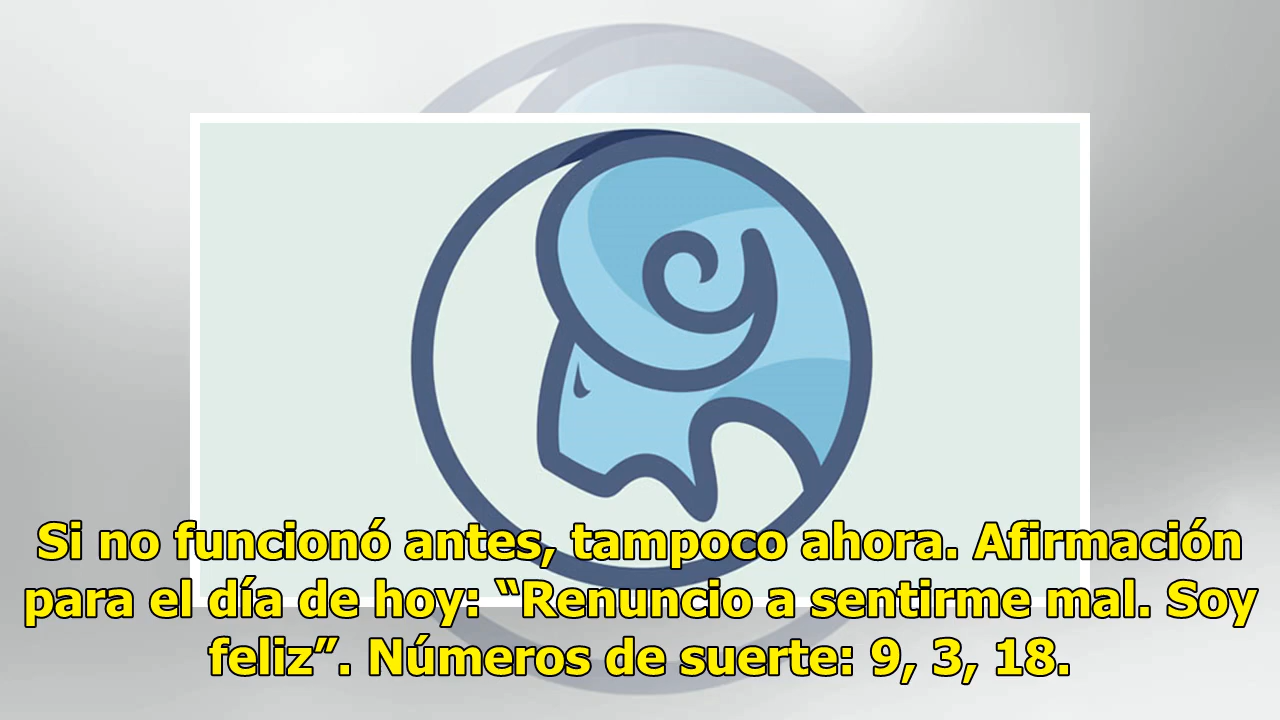 Si no funcionó antes, tampoco ahora. Afirmación
para el día de hoy: “Renuncio a sentirme mal. Soy
feliz”. Números de suerte: 9, 3, 18.